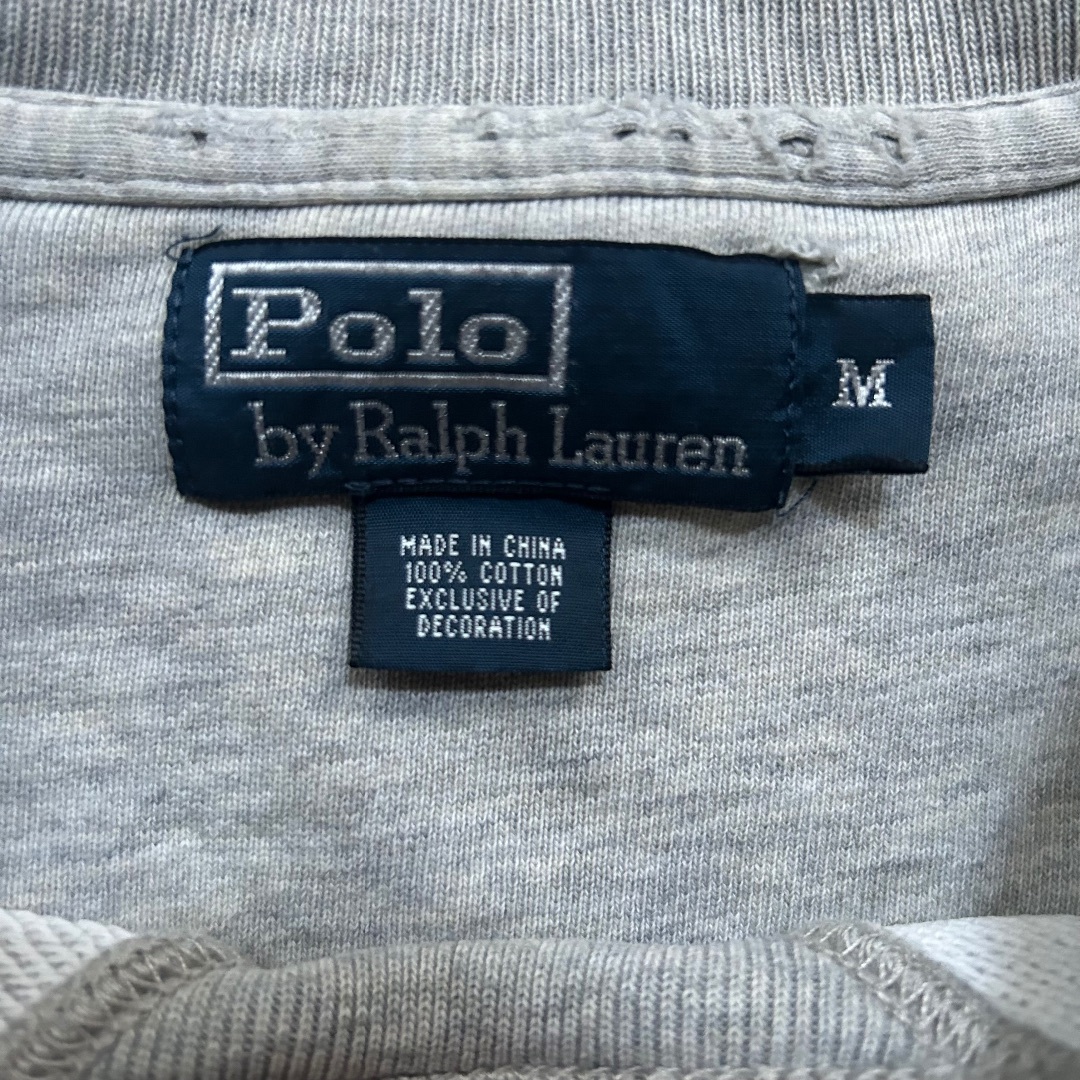 Polo
by Ralph Lauren
M
MADE IN CHINA
100% COTTON
EXCLUSIVE OF
DECORATION